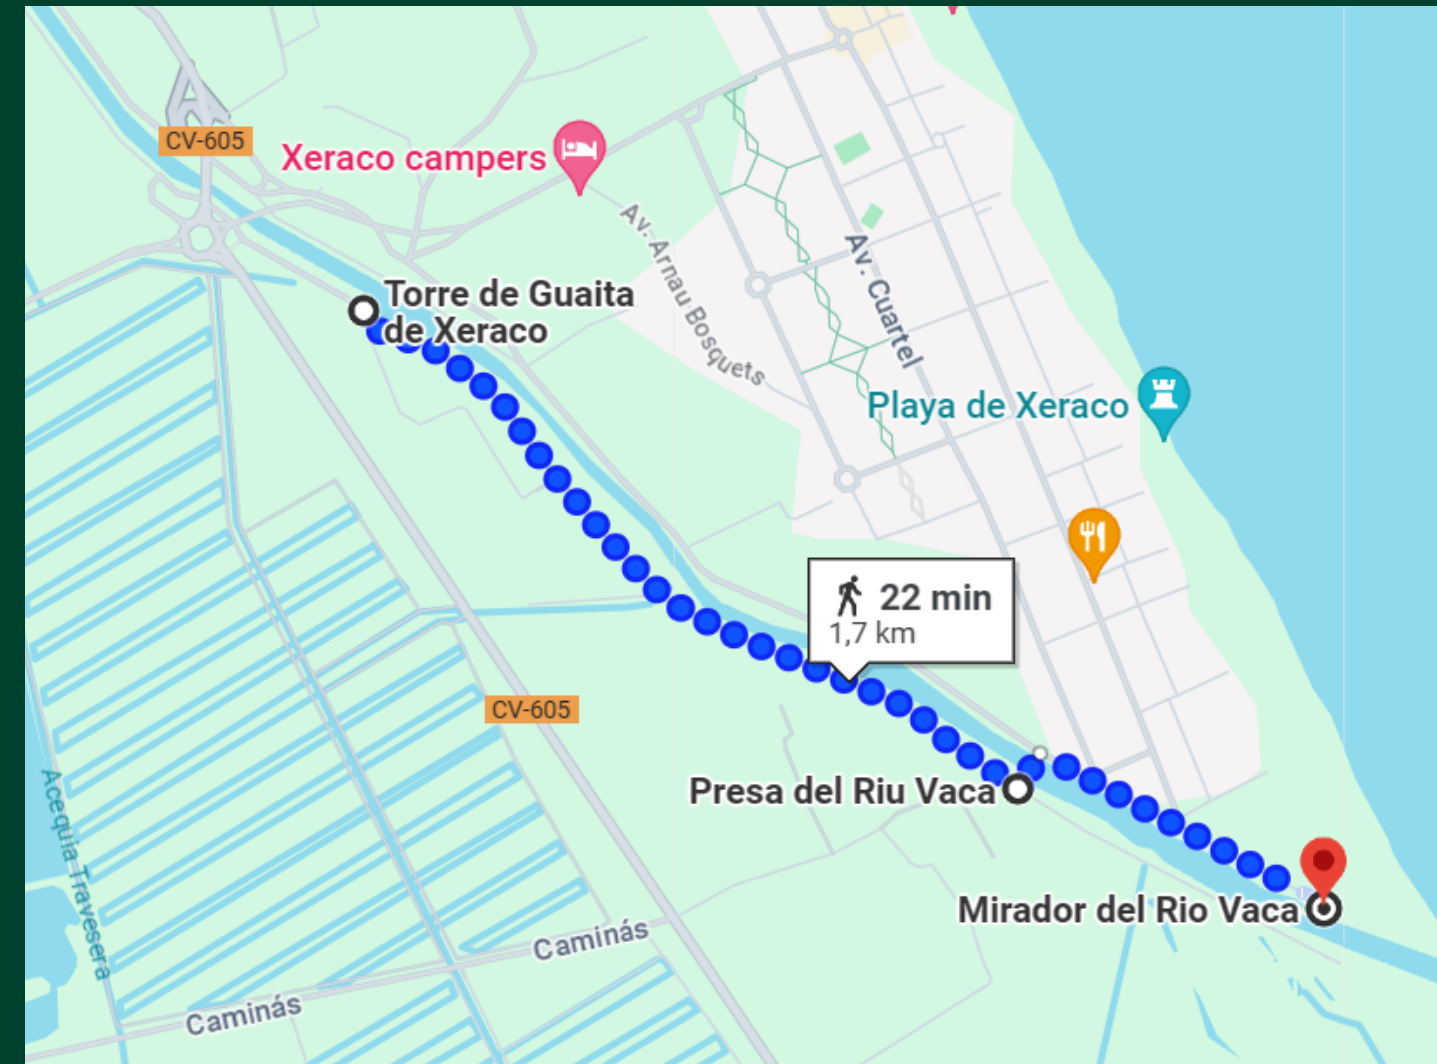 CV-605
Xeraco campers
Av. Arnau Bosquets
Av. Cuartel
Torre de Guaita
de Xeraco
Playa de Xeraco
22 min
1,7 km
CV-605
Presa del Riu Vaca
Acequia Travesera
Mirador del Rio Vaca
Caminás
Caminás